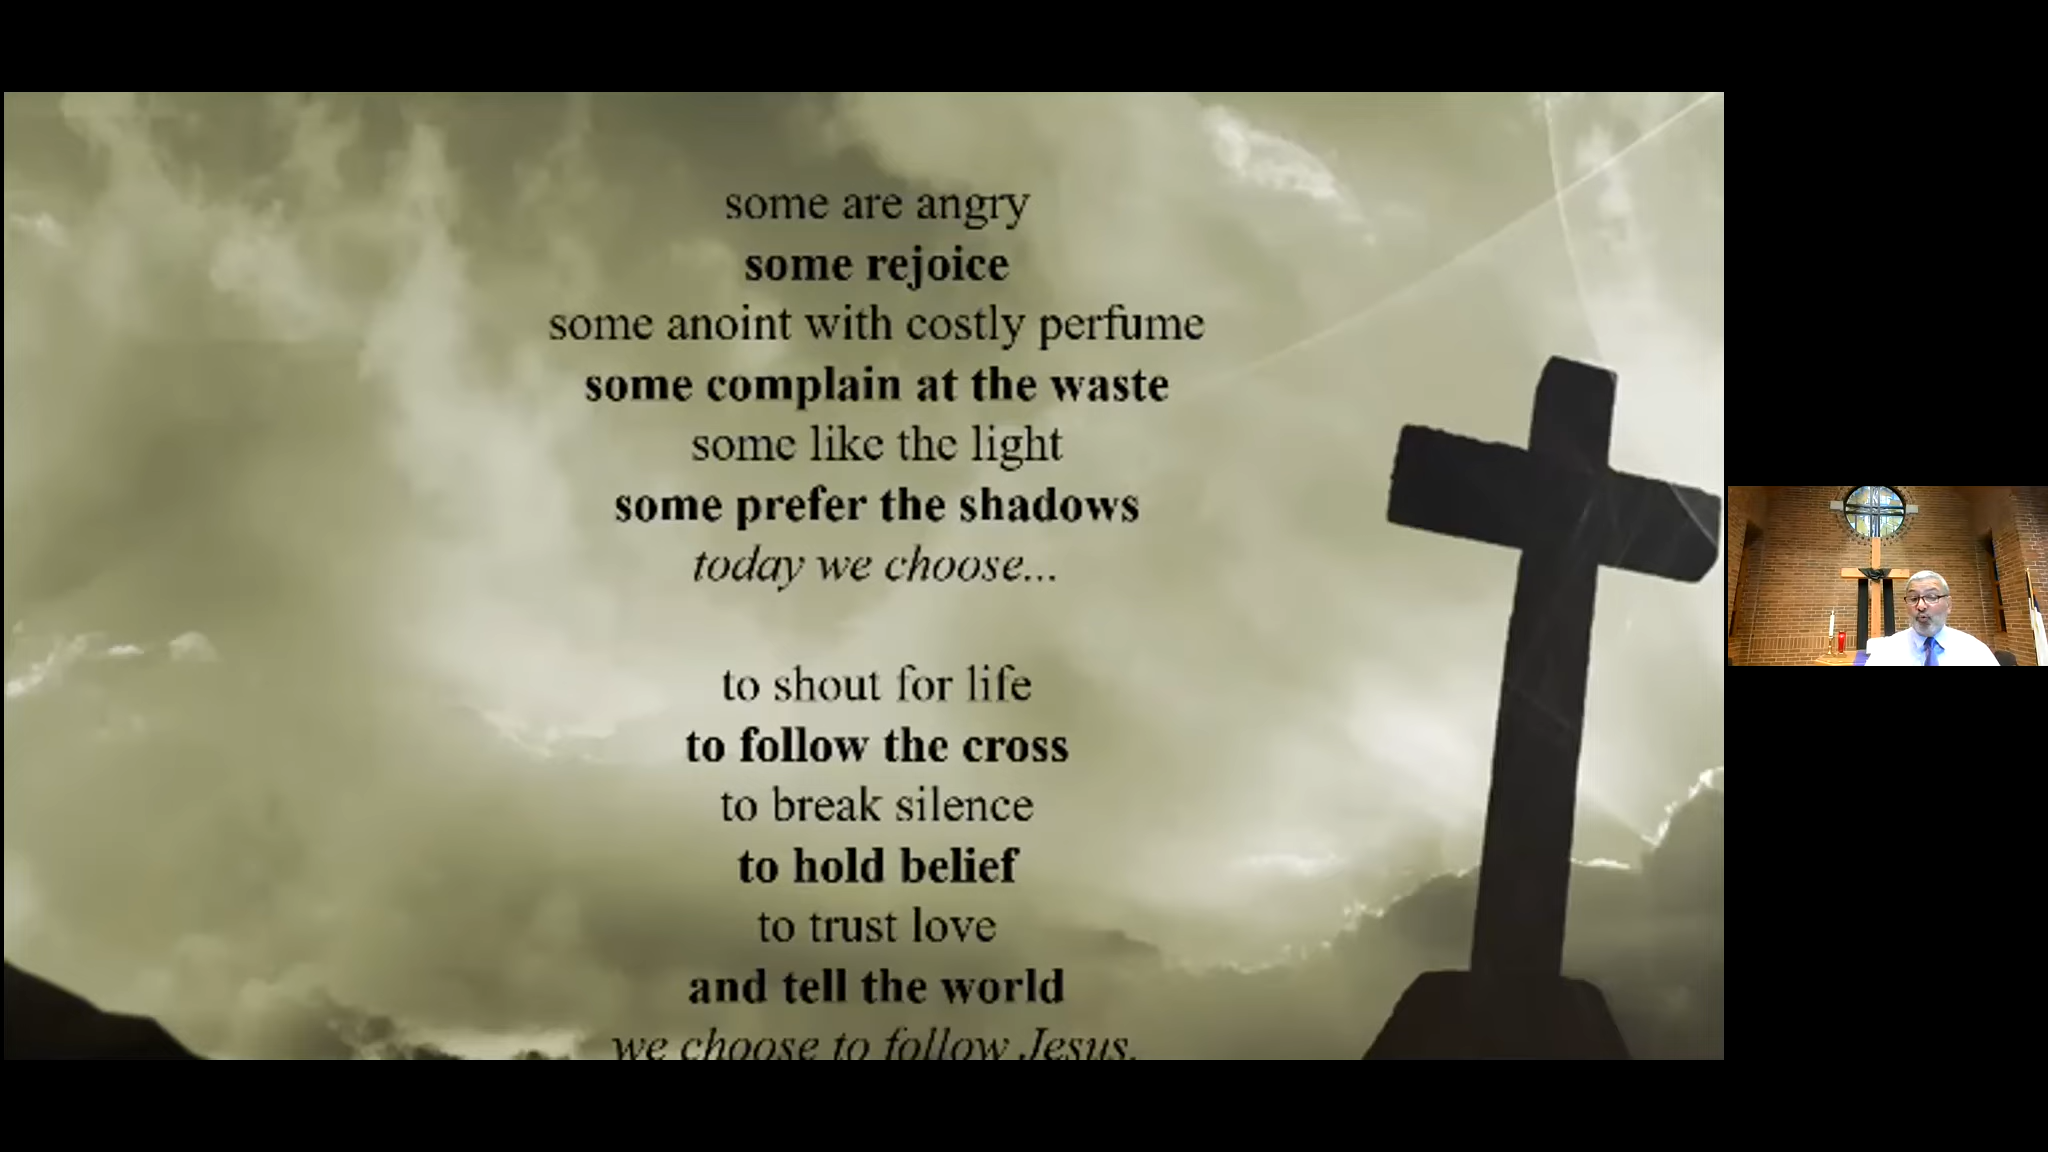 some are angry
some rejoice
some anoint with costly perfume
some complain at the waste
some like the light
some prefer the shadows
today we choose...
to shout for life
to follow the cross
to break silence
to hold belief
to trust love
and tell the world
we choose to follow Jesus.